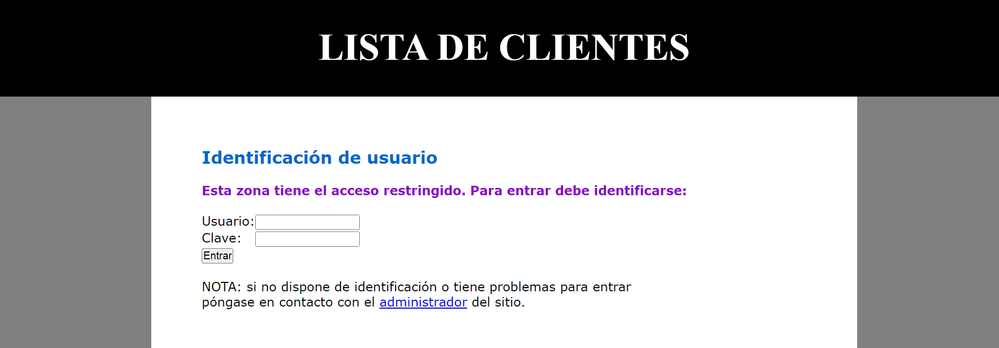 LISTA DE CLIENTES
Identificación de usuario
Esta zona tiene el acceso restringido. Para entrar debe identificarse:
Usuario:
Clave:
Entrar
NOTA: si no dispone de identificación o tiene problemas para entrar
póngase en contacto con el administrador del sitio.